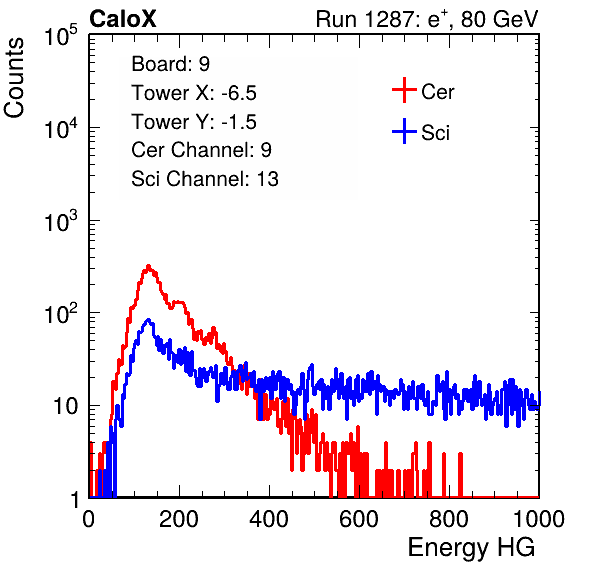 CaloX Run 1287: e⁺, 80 GeV
Counts
10⁵
10⁴
10³
10²
10
1
Board: 9
Tower X: -6.5
Tower Y: -1.5
Cer Channel: 9
Sci Channel: 13
Cer
Sci
0 200 400 600 800 1000
Energy HG